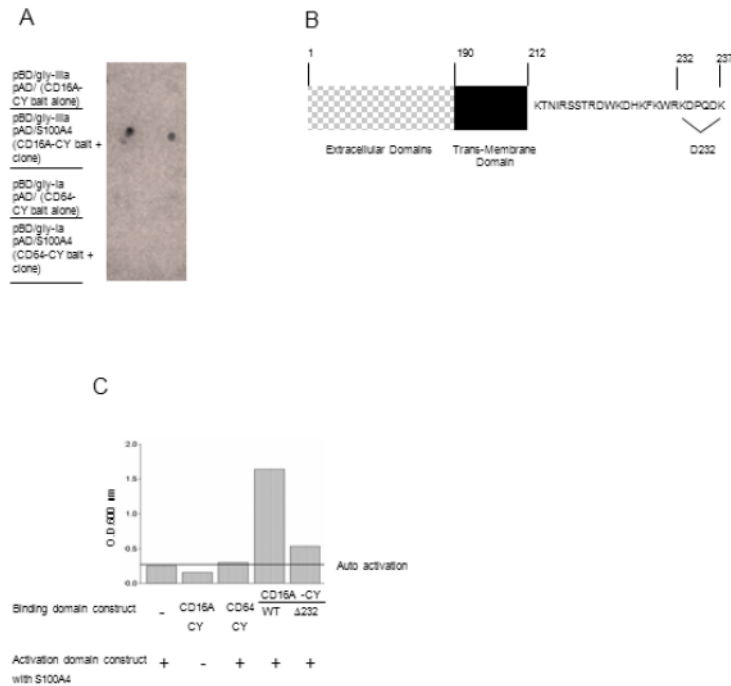 A
pBD/gly-IIIa
pAD/ (CD16A-
CY bait alone)
pBD/gly-IIIa
pAD/S100A4
(CD16A-CY bait +
clone)
pBD/gly-Ia
pAD/ (CD64-
CY bait alone)
pBD/gly-Ia
pAD/S100A4
(CD64-CY bait +
clone)
B
1 190 212 232 237
KTNIRSSTRDWKDHKFKWRKDPQDK
Extracellular Domains Trans-Membrane Domain D232
C
2.0
1.5
1.0
0.5
0.0
O.D.600 nm
Auto activation
Binding domain construct - CD16A CY CD64 CY CD16A -CY WT Δ232
Activation domain construct with S100A4 + - + + +